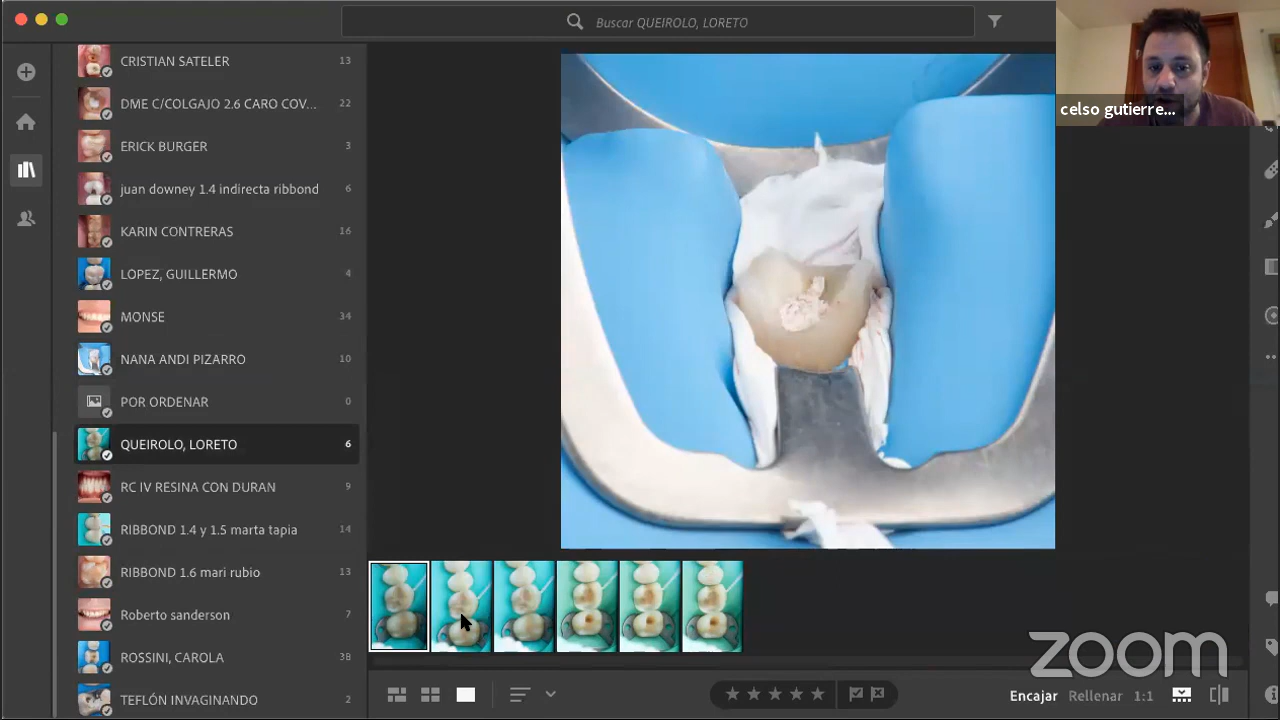 Buscar QUEIROLO, LORETO
celso gutierre...
CRISTIAN SATELER 13
DME C/COLGAJO 2.6 CARO COV... 22
ERICK BURGER 3
juan downey 1.4 indirecta ribbond 6
KARIN CONTRERAS 16
LOPEZ, GUILLERMO 4
MONSE 34
NANA ANDI PIZARRO 10
POR ORDENAR 0
QUEIROLO, LORETO 6
RC IV RESINA CON DURAN 9
RIBBOND 1.4 y 1.5 marta tapia 14
RIBBOND 1.6 mari rubio 13
Roberto sanderson 7
ROSSINI, CAROLA 38
TEFLÓN INVAGINANDO 2
zoom
Encajar Rellenar 1:1